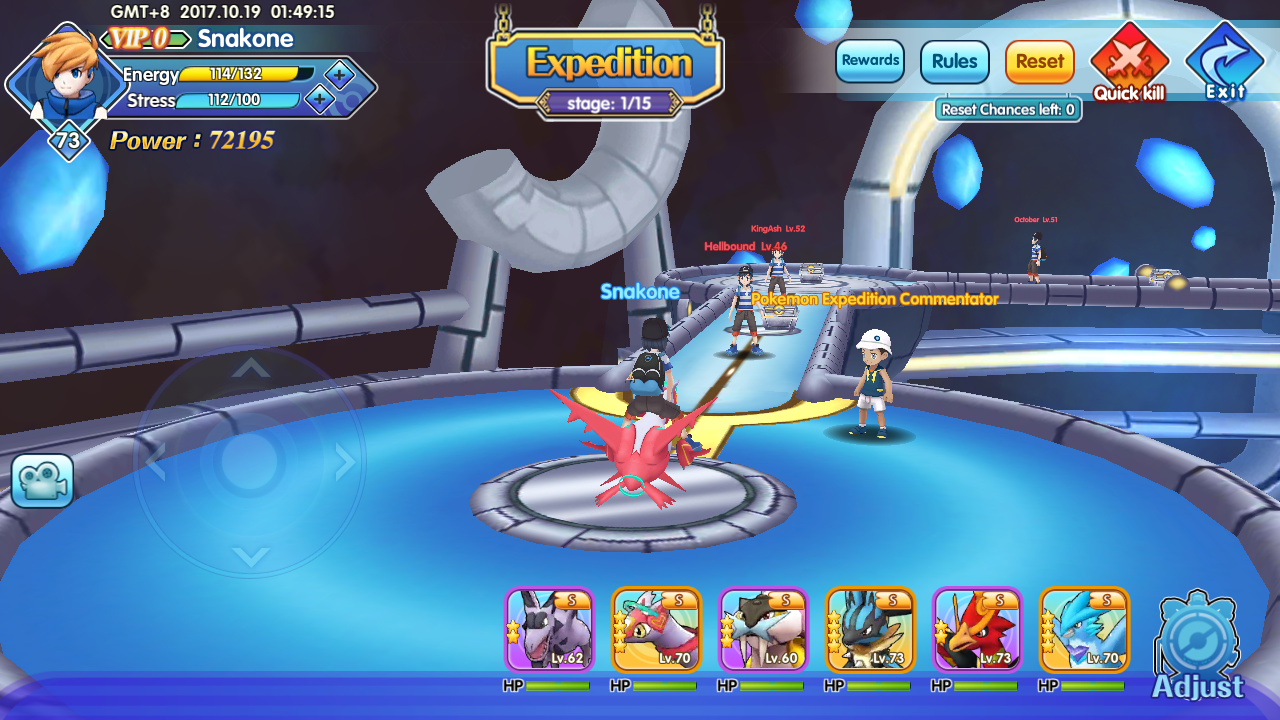 GMT+8 2017.10.19 01:49:15
VIP 0 Snakone
Energy 114/132
Stress 112/100
73
Power : 72195
Expedition
stage: 1/15
Rewards
Rules
Reset
Quick kill
Exit
Reset Chances left: 0
October Lv.51
KingAsh Lv.52
Hellbound Lv.46
Snakone
Pokemon Expedition Commentator
S S S S S S
Lv.62 Lv.70 Lv.60 Lv.73 Lv.73 Lv.70
HP HP HP HP HP HP
Adjust